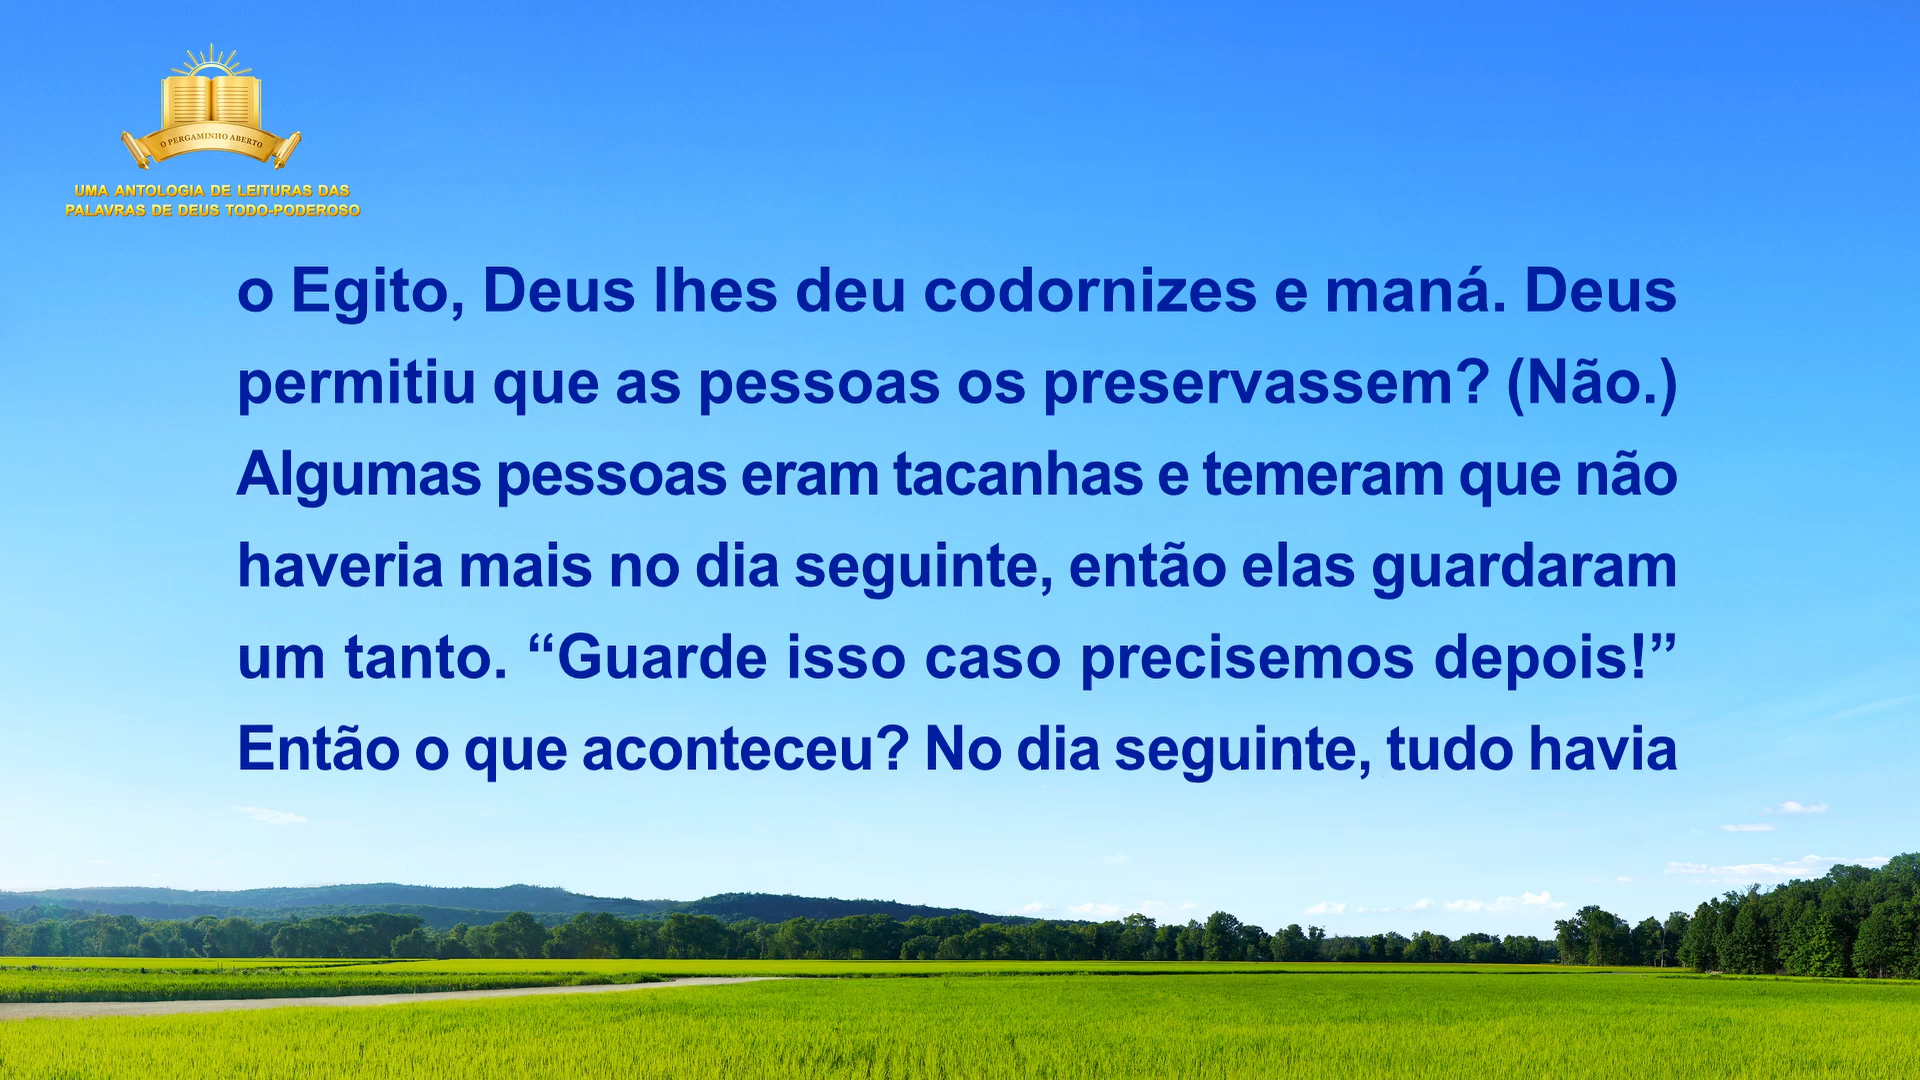 O PERGAMINHO ABERTO
UMA ANTOLOGIA DE LEITURAS DAS
PALAVRAS DE DEUS TODO-PODEROSO
o Egito, Deus lhes deu codornizes e maná. Deus
permitiu que as pessoas os preservassem? (Não.)
Algumas pessoas eram tacanhas e temeram que não
haveria mais no dia seguinte, então elas guardaram
um tanto. “Guarde isso caso precisemos depois!”
Então o que aconteceu? No dia seguinte, tudo havia